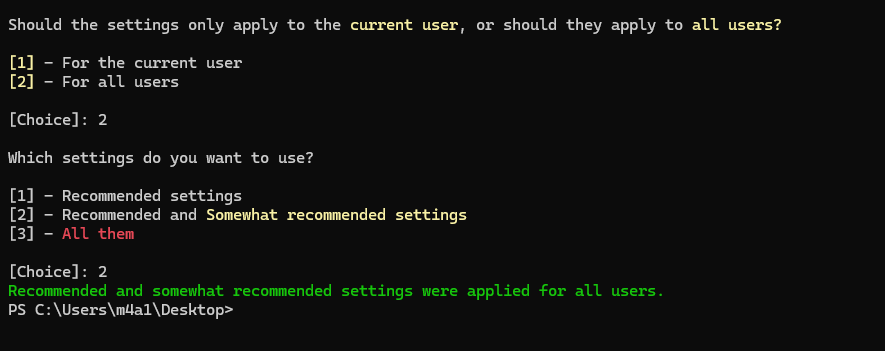 Should the settings only apply to the current user, or should they apply to all users?
[1] - For the current user
[2] - For all users
[Choice]: 2
Which settings do you want to use?
[1] - Recommended settings
[2] - Recommended and Somewhat recommended settings
[3] - All them
[Choice]: 2
Recommended and somewhat recommended settings were applied for all users.
PS C:\Users\m4a1\Desktop>